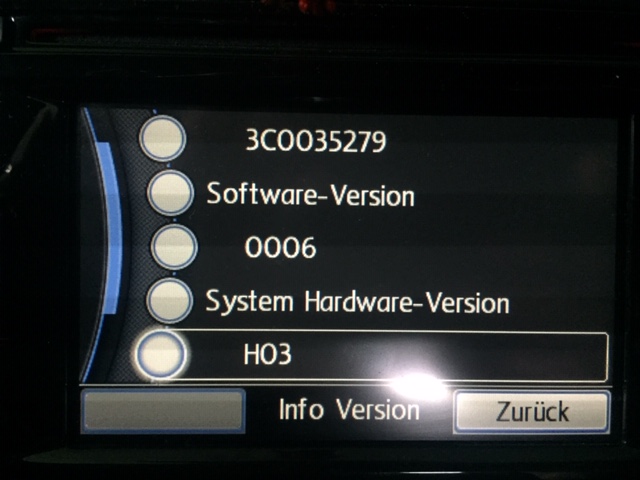 3C0035279
Software-Version
0006
System Hardware-Version
H03
Info Version
Zurück